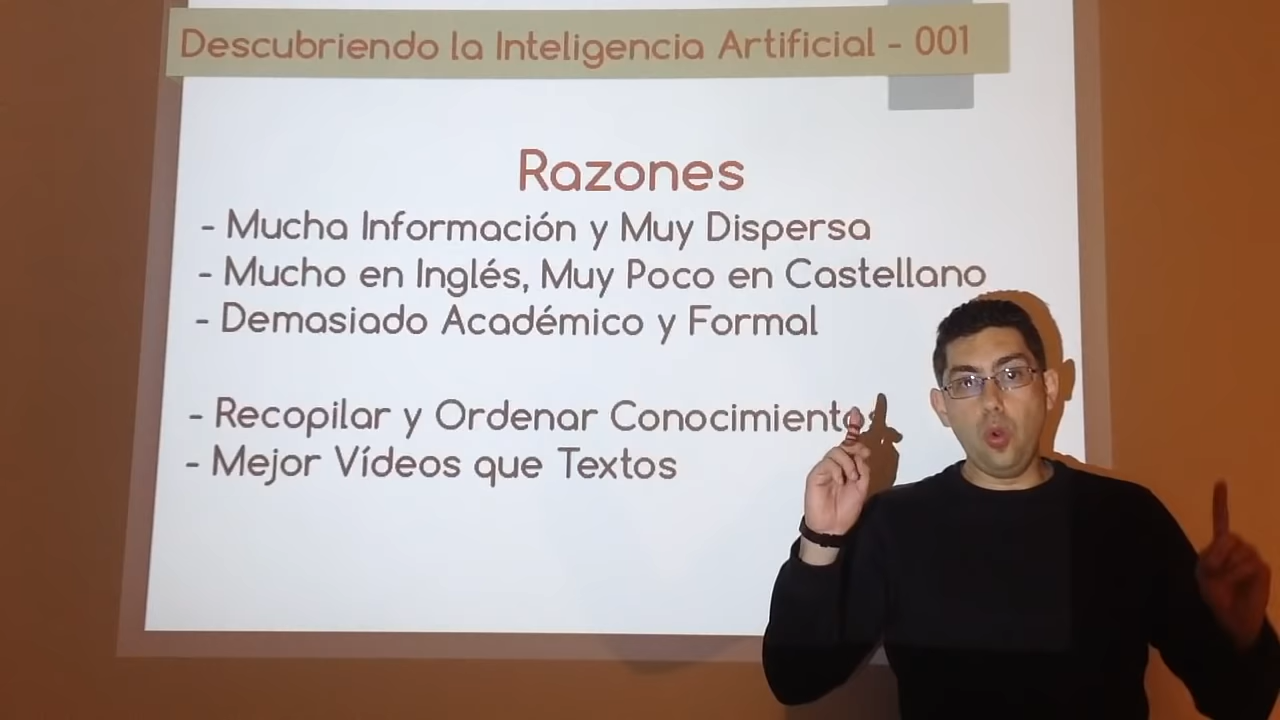 Descubriendo la Inteligencia Artificial - 001
Razones
- Mucha Información y Muy Dispersa
- Mucho en Inglés, Muy Poco en Castellano
- Demasiado Académico y Formal
- Recopilar y Ordenar Conocimientos
- Mejor Vídeos que Textos